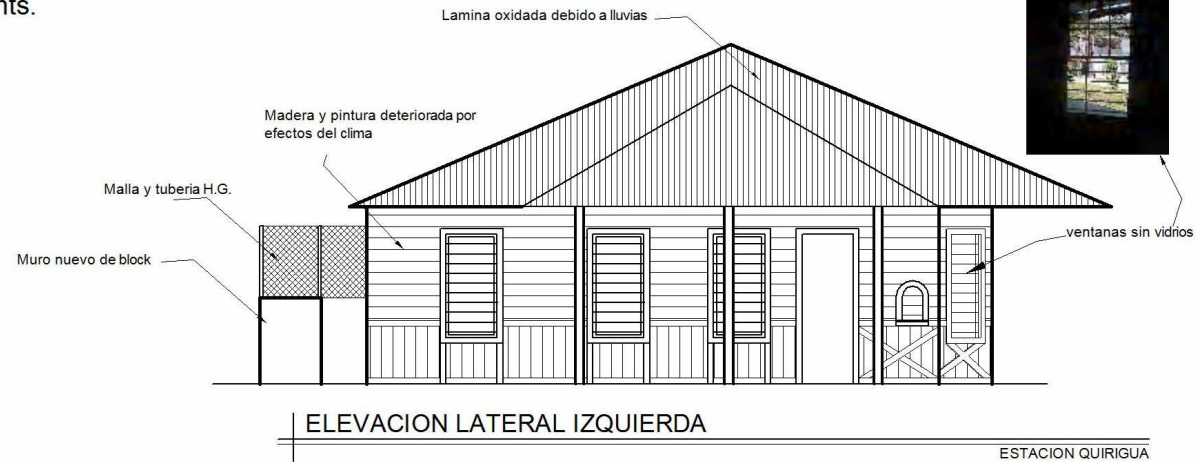 nts.
Lamina oxidada debido a lluvias
Madera y pintura deteriorada por
efectos del clima
Malla y tuberia H.G.
Muro nuevo de block
ventanas sin vidrios
ELEVACION LATERAL IZQUIERDA
ESTACION QUIRIGUA